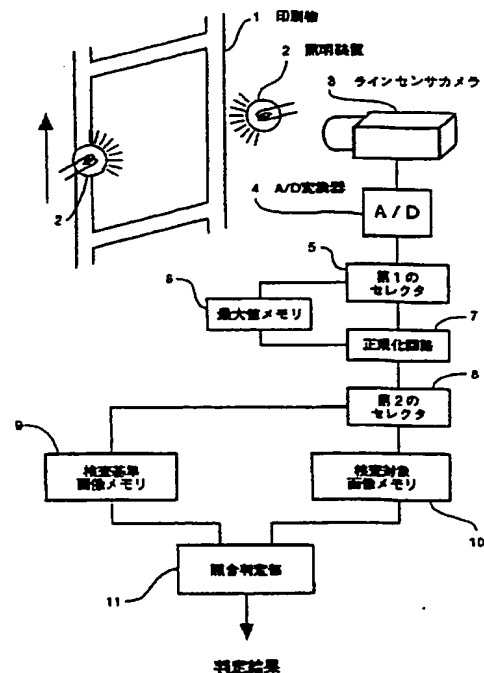 1 印刷物
2 照明装置
3 ラインセンサカメラ
2
4 A/D変換器
A/D
5
第1の
セレクタ
6
最大値メモリ
7
正規化回路
8
第2の
セレクタ
9
検査基準
画像メモリ
検査対象
画像メモリ
10
照合判定部
11
判定結果